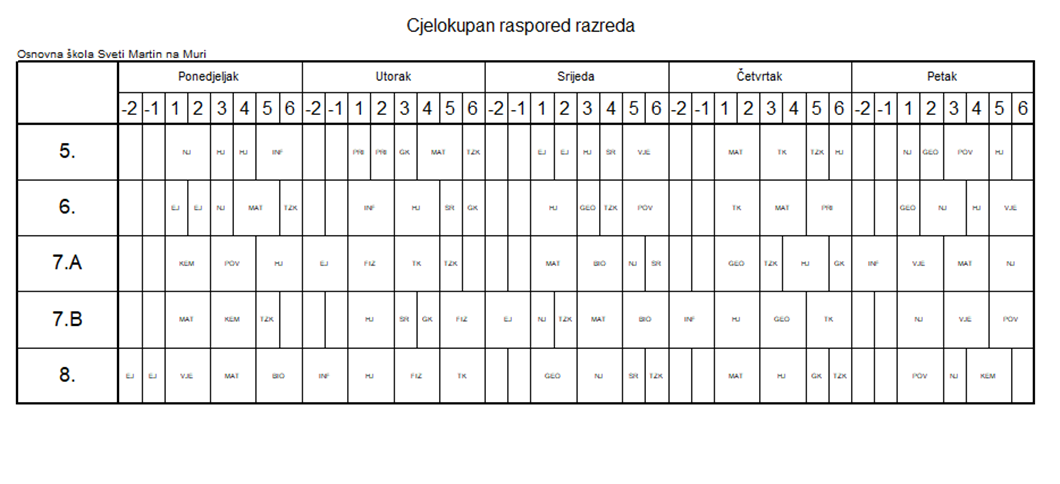 Cjelokupan raspored razreda
Osnovna škola Sveti Martin na Muri
Ponedjeljak Utorak Srijeda Četvrtak Petak
-2 -1 1 2 3 4 5 6 -2 -1 1 2 3 4 5 6 -2 -1 1 2 3 4 5 6 -2 -1 1 2 3 4 5 6 -2 -1 1 2 3 4 5 6
5. NJ HJ HJ INF PRI PRI GK MAT TZK EJ EJ HJ SR VJE MAT TK TZK HJ NJ GEO POV HJ
6. EJ EJ NJ MAT TZK INF HJ SR GK HJ GEO TZK POV TK MAT PRI GEO NJ HJ VJE
7.A KEM POV HJ EJ FIZ TK TZK MAT BIO NJ SR GEO TZK HJ GK INF VJE MAT NJ
7.B MAT KEM TZK HJ SR GK FIZ EJ NJ TZK MAT BIO INF HJ GEO TK NJ VJE POV
8. EJ EJ VJE MAT BIO INF HJ FIZ TK GEO NJ SR TZK MAT HJ GK TZK POV NJ KEM